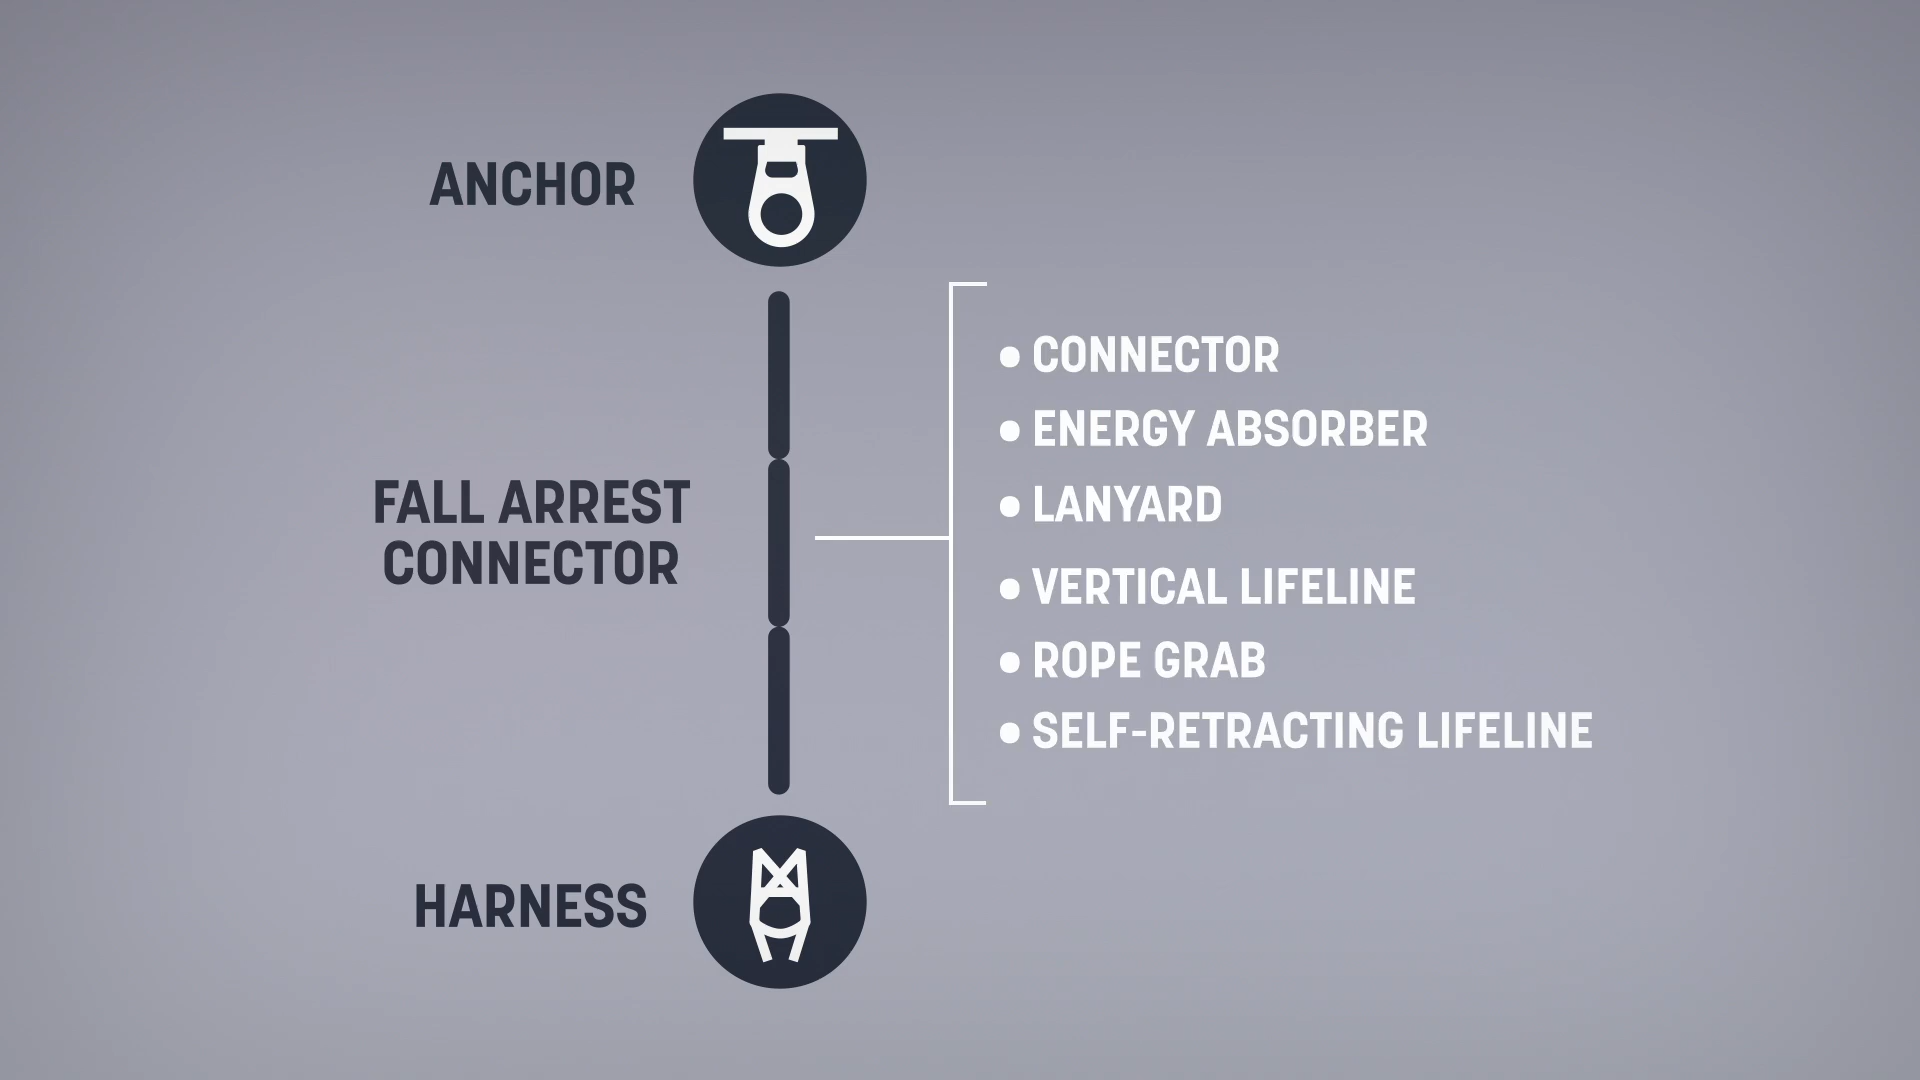 ANCHOR
FALL ARREST
CONNECTOR
HARNESS
• CONNECTOR
• ENERGY ABSORBER
• LANYARD
• VERTICAL LIFELINE
• ROPE GRAB
• SELF-RETRACTING LIFELINE